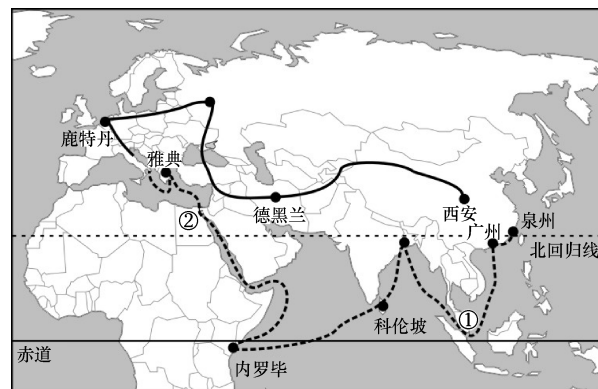 鹿特丹
雅典
②
德黑兰
西安
广州
泉州
北回归线
科伦坡
①
赤道
内罗毕